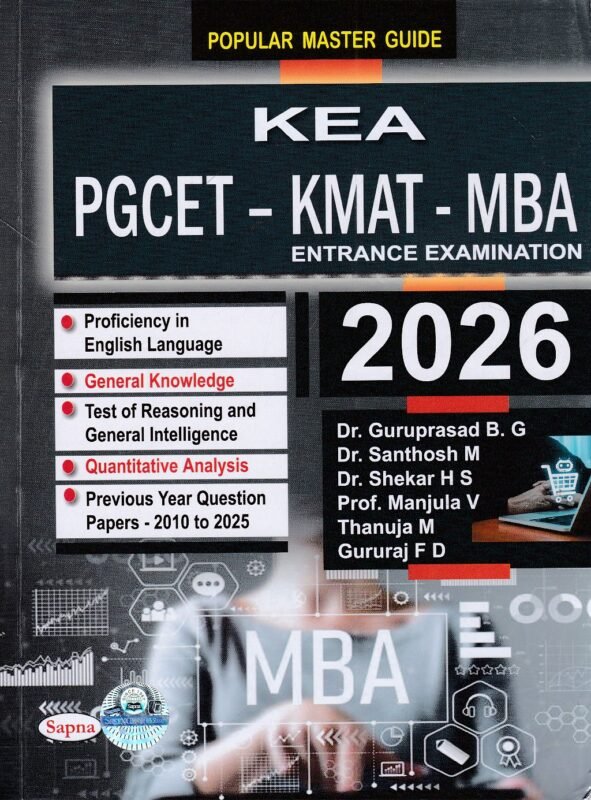 POPULAR MASTER GUIDE
KEA
PGCET – KMAT - MBA
ENTRANCE EXAMINATION
2026
Proficiency in
English Language
General Knowledge
Test of Reasoning and
General Intelligence
Quantitative Analysis
Previous Year Question
Papers - 2010 to 2025
Dr. Guruprasad B. G
Dr. Santhosh M
Dr. Shekar H S
Prof. Manjula V
Thanuja M
Gururaj F D
MBA
Sapna